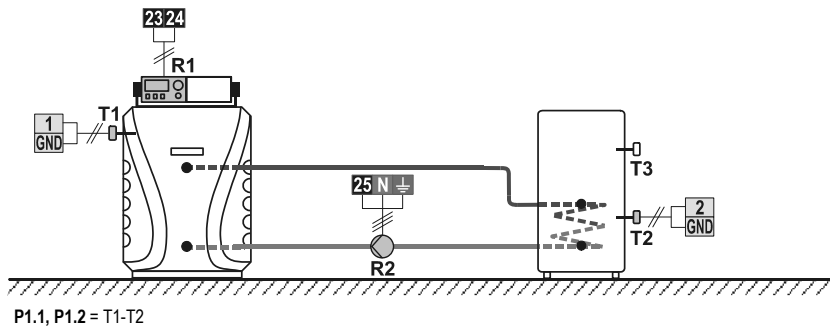 23 24
R1
1
GND
T1
T3
25 N
2
GND
T2
R2
P1.1, P1.2 = T1-T2